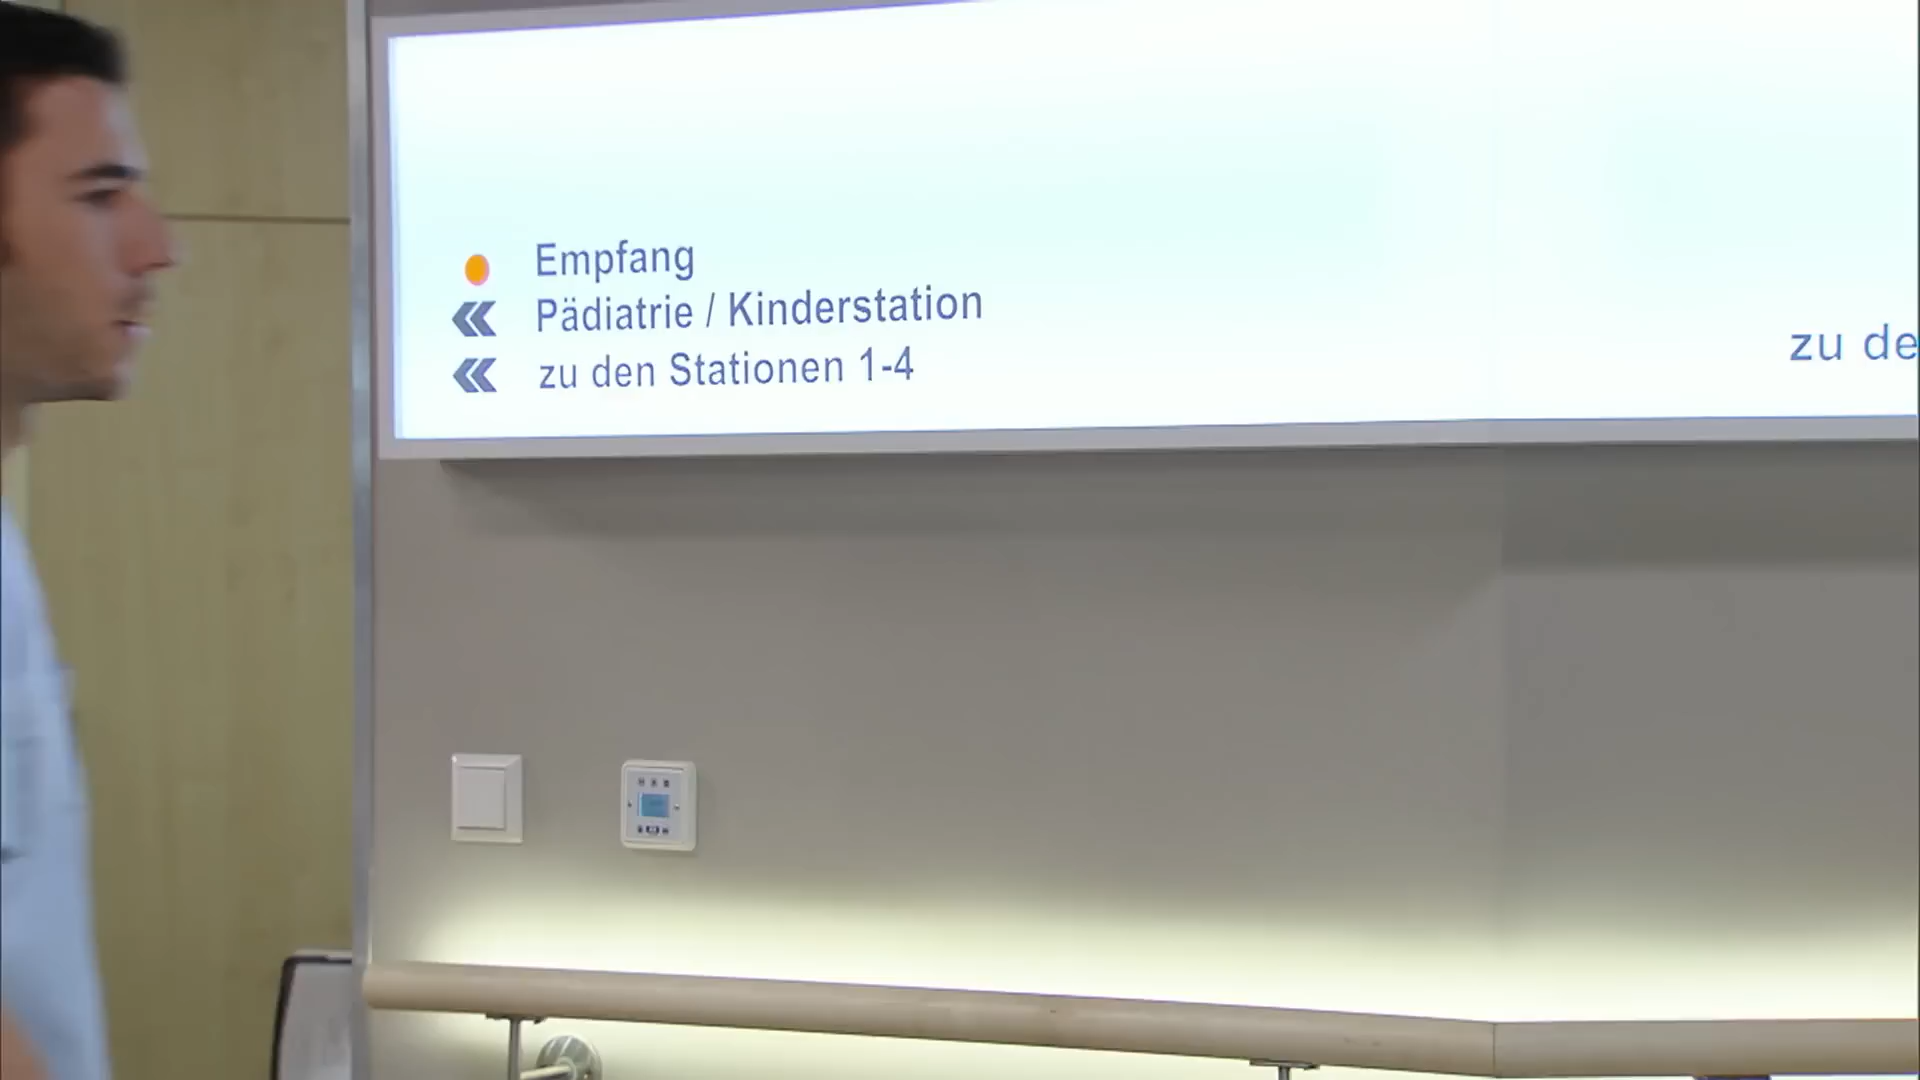 Empfang
Pädiatrie / Kinderstation
zu den Stationen 1-4
zu de